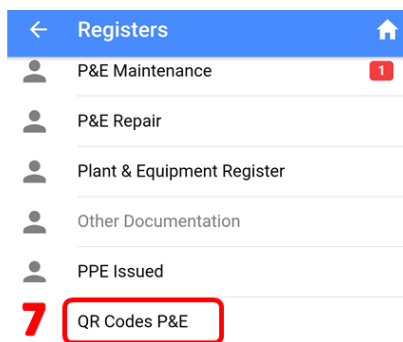 Registers
P&E Maintenance 1
P&E Repair
Plant & Equipment Register
Other Documentation
PPE Issued
7 QR Codes P&E